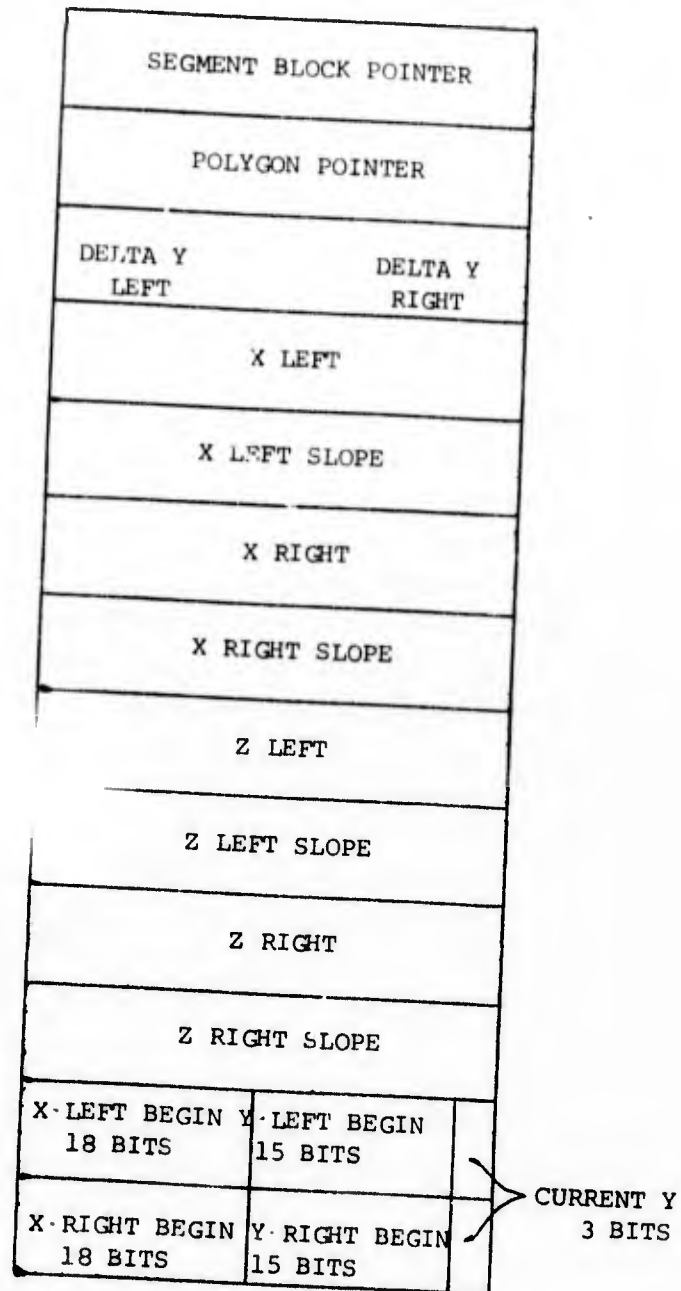 SEGMENT BLOCK POINTER
POLYGON POINTER
DELTA Y DELTA Y
LEFT RIGHT
X LEFT
X LEFT SLOPE
X RIGHT
X RIGHT SLOPE
Z LEFT
Z LEFT SLOPE
Z RIGHT
Z RIGHT SLOPE
X·LEFT BEGIN Y·LEFT BEGIN
18 BITS 15 BITS
CURRENT Y
3 BITS
X·RIGHT BEGIN Y·RIGHT BEGIN
18 BITS 15 BITS